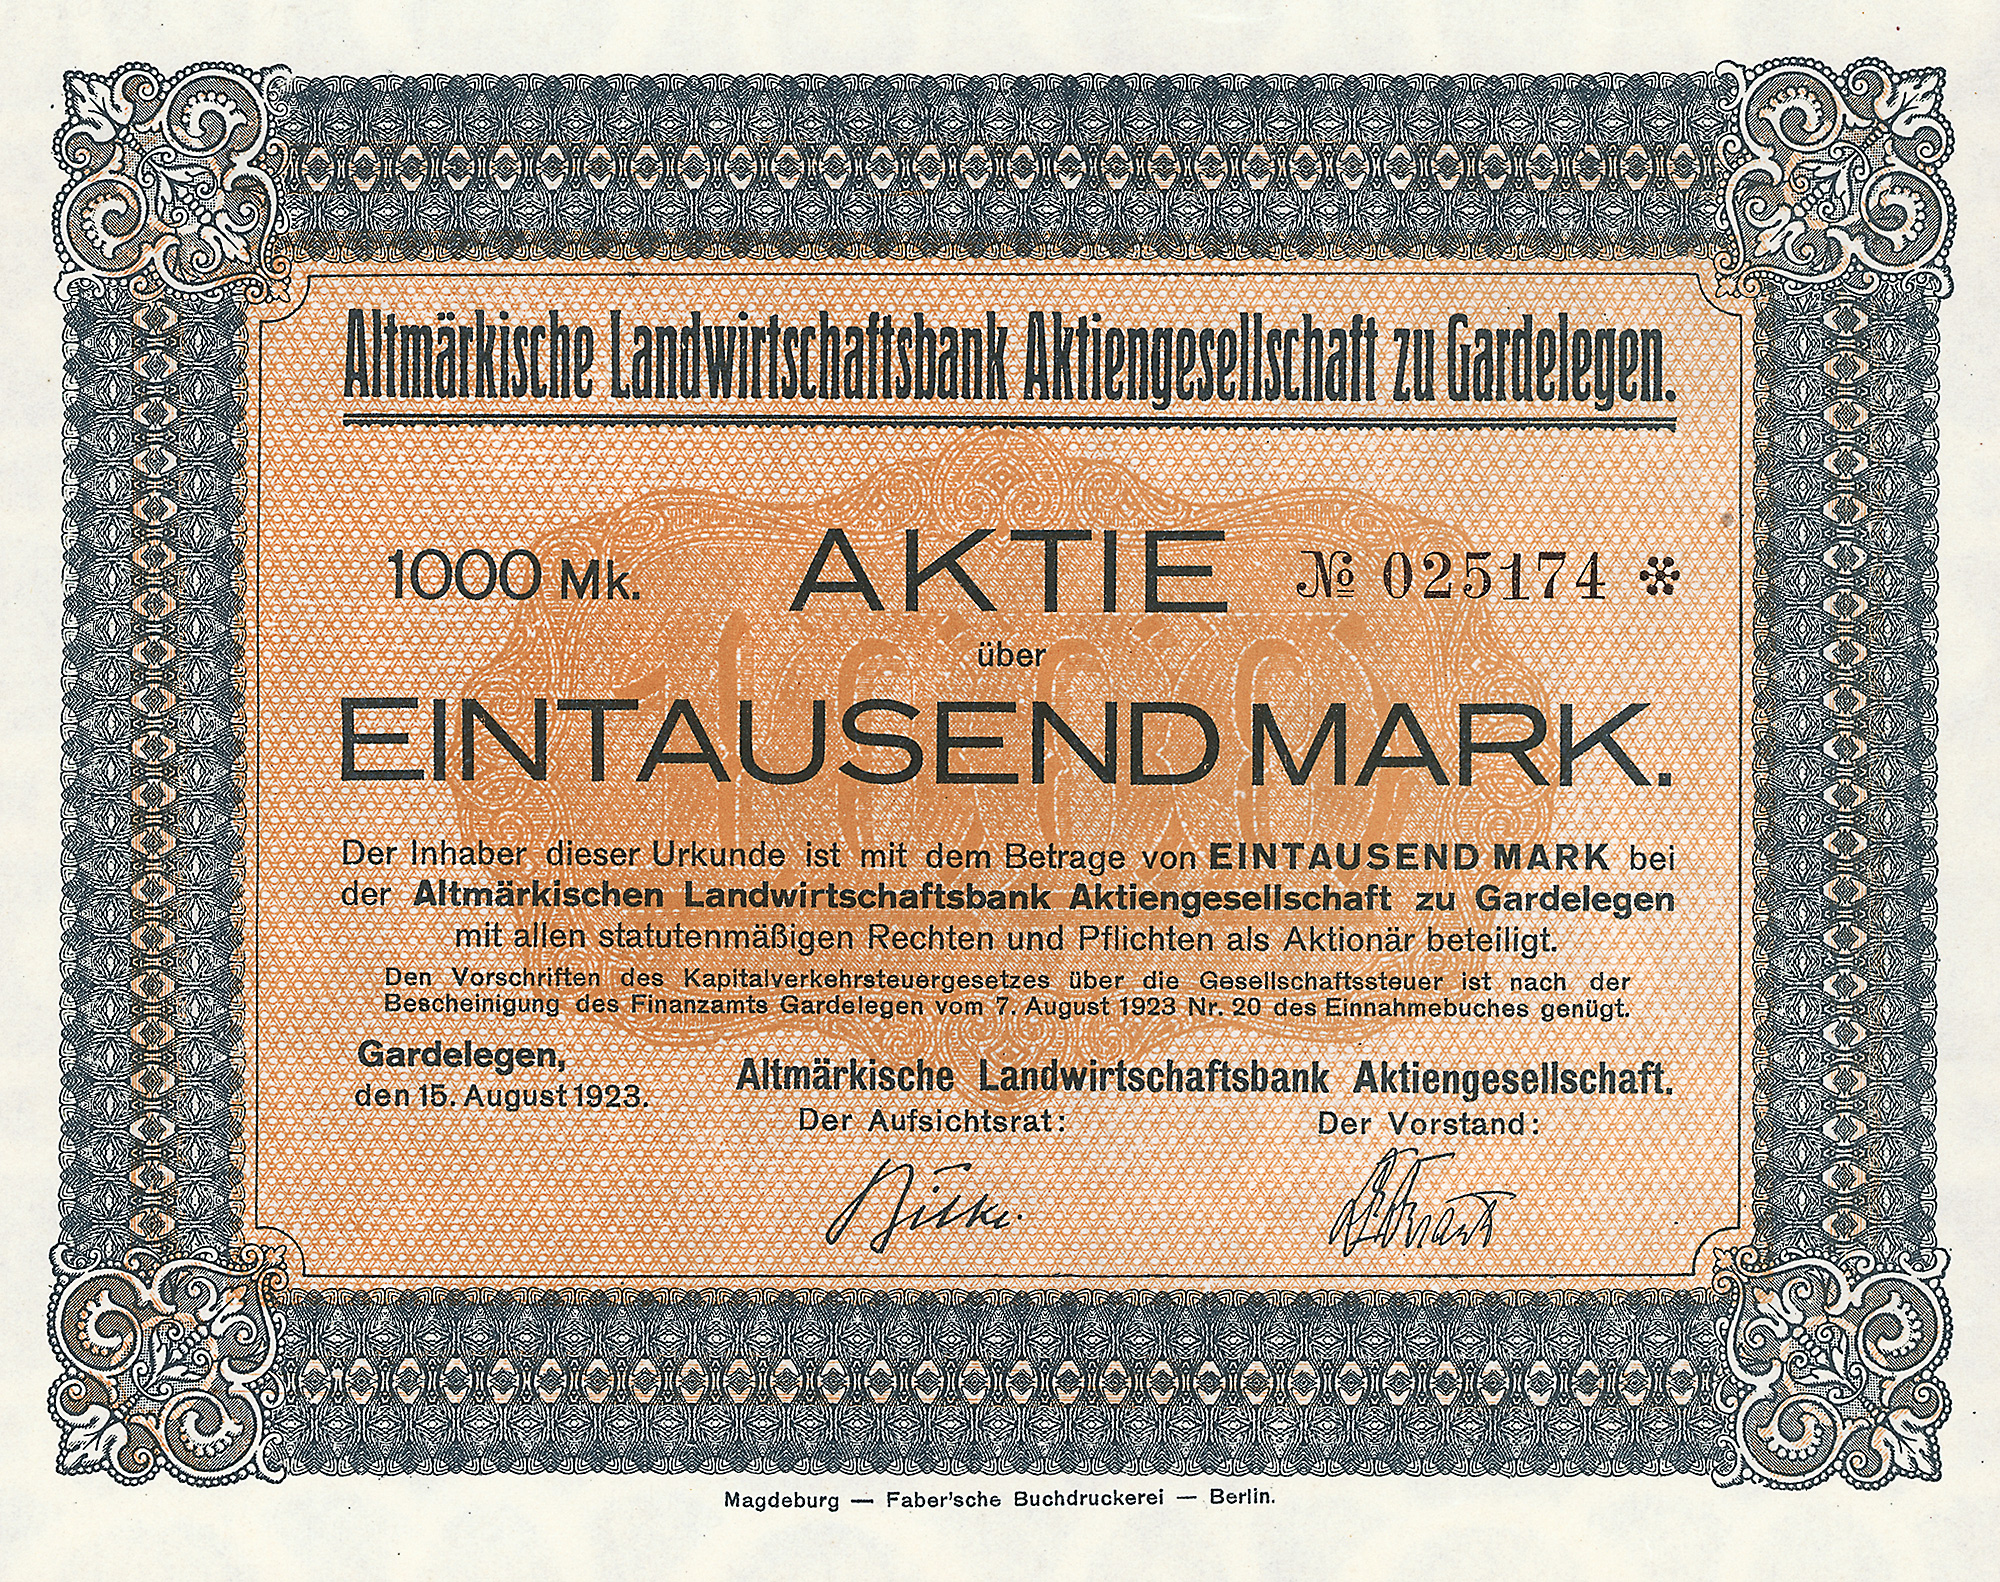 Altmärkische Landwirtschaftsbank Aktiengesellschaft zu Gardelegen.
1000 Mk. AKTIE № 025174 *
über
1000
EINTAUSEND MARK.
Der Inhaber dieser Urkunde ist mit dem Betrage von EINTAUSEND MARK bei
der Altmärkischen Landwirtschaftsbank Aktiengesellschaft zu Gardelegen
mit allen statutenmäßigen Rechten und Pflichten als Aktionär beteiligt.
Den Vorschriften des Kapitalverkehrsteuergesetzes über die Gesellschaftssteuer ist nach der
Bescheinigung des Finanzamts Gardelegen vom 7. August 1923 Nr. 20 des Einnahmebuches genügt.
Gardelegen,
den 15. August 1923.
Altmärkische Landwirtschaftsbank Aktiengesellschaft.
Der Aufsichtsrat:
Der Vorstand:
Magdeburg — Faber'sche Buchdruckerei — Berlin.